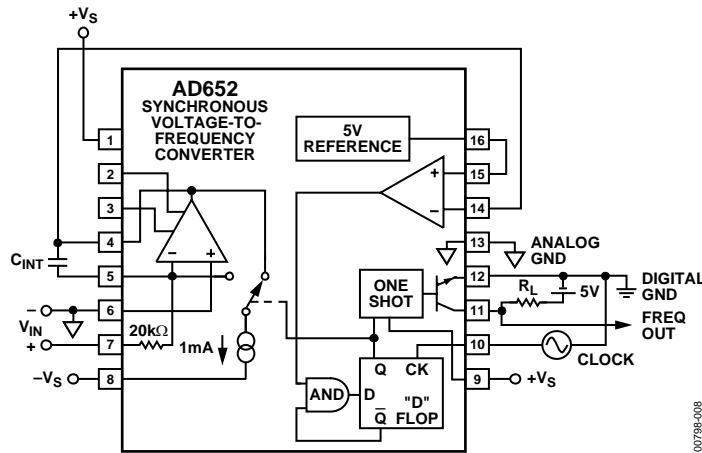 +VS
AD652
SYNCHRONOUS
VOLTAGE-TO-
FREQUENCY
CONVERTER
5V
REFERENCE
1
2
3
4
5
6
7
8
16
15
14
13
12
11
10
9
CINT
–
VIN
+
–VS
20kΩ
1mA
–
+
+
–
ONE
SHOT
AND
D
Q
CK
"D"
FLOP
Q̅
ANALOG
GND
RL
5V
DIGITAL
GND
FREQ
OUT
CLOCK
+VS
00798-008